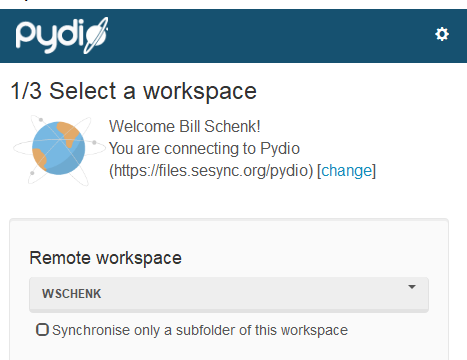 pydio
1/3 Select a workspace
Welcome Bill Schenk!
You are connecting to Pydio
(https://files.sesync.org/pydio) [change]
Remote workspace
WSCHENK
Synchronise only a subfolder of this workspace